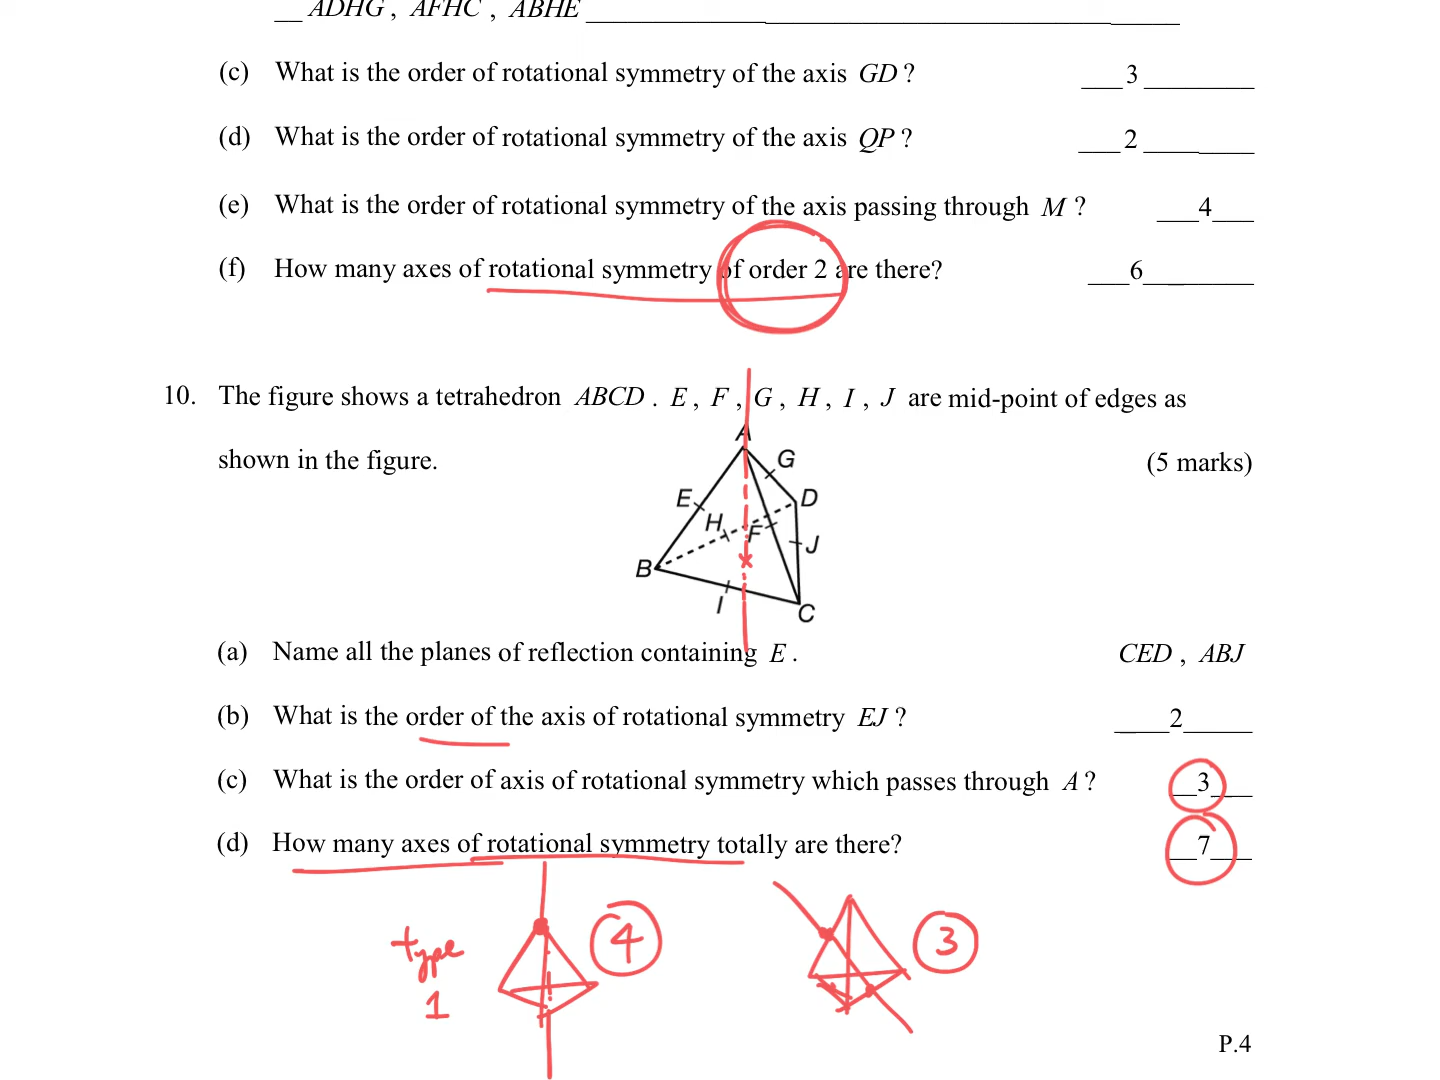 ADHG , AFHC , ABHE
(c) What is the order of rotational symmetry of the axis GD ? 3
(d) What is the order of rotational symmetry of the axis QP ? 2
(e) What is the order of rotational symmetry of the axis passing through M ? 4
(f) How many axes of rotational symmetry of order 2 are there? 6
10. The figure shows a tetrahedron ABCD . E , F , G , H , I , J are mid-point of edges as
shown in the figure. (5 marks)
A
G
E
D
H
F
J
B
I
C
(a) Name all the planes of reflection containing E . CED , ABJ
(b) What is the order of the axis of rotational symmetry EJ ? 2
(c) What is the order of axis of rotational symmetry which passes through A ? 3
(d) How many axes of rotational symmetry totally are there? 7
type
1
4
3
P.4